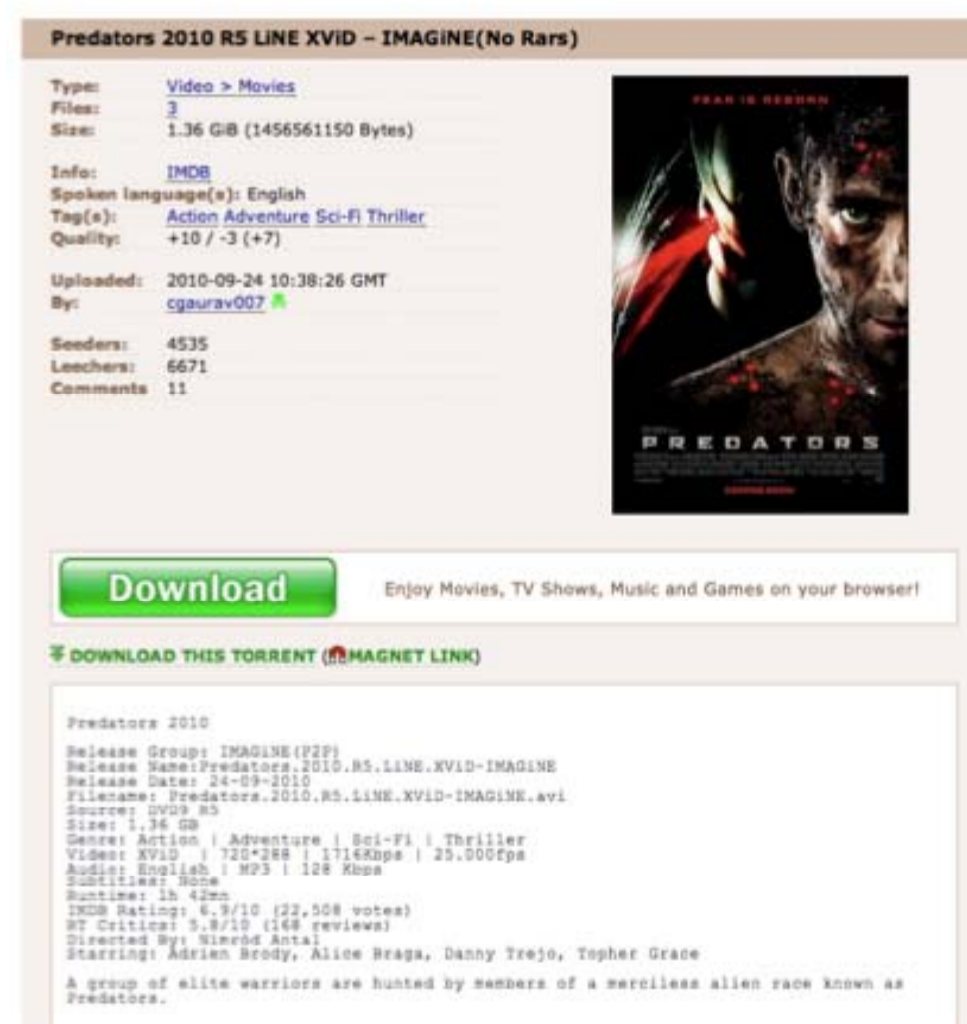 Predators 2010 R5 LiNE XViD – IMAGiNE(No Rars)
Type: Video > Movies
Files: 3
Size: 1.36 GiB (1456561150 Bytes)
Info: IMDB
Spoken language(s): English
Tag(s): Action Adventure Sci-Fi Thriller
Quality: +10 / -3 (+7)
Uploaded: 2010-09-24 10:38:26 GMT
By: cgaurav007
Seeders: 4535
Leechers: 6671
Comments 11
FEAR IS REBORN
PREDATORS
Download
Enjoy Movies, TV Shows, Music and Games on your browser!
DOWNLOAD THIS TORRENT (MAGNET LINK)
Predators 2010
Release Group: IMAGiNE(P2P)
Release Name:Predators.2010.R5.LiNE.XViD-IMAGiNE
Release Date: 24-09-2010
Filename: Predators.2010.R5.LiNE.XViD-IMAGiNE.avi
Source: DVD9 R5
Size: 1.36 GB
Genre: Action | Adventure | Sci-Fi | Thriller
Video: XViD | 720*288 | 1716Kbps | 25.000fps
Audio: English | MP3 | 128 Kbps
Subtitles: None
Runtime: 1h 42mn
IMDB Rating: 6.9/10 (22,508 votes)
RT Critics: 5.8/10 (168 reviews)
Directed By: Nimród Antal
Starring: Adrien Brody, Alice Braga, Danny Trejo, Topher Grace
A group of elite warriors are hunted by members of a merciless alien race known as
Predators.